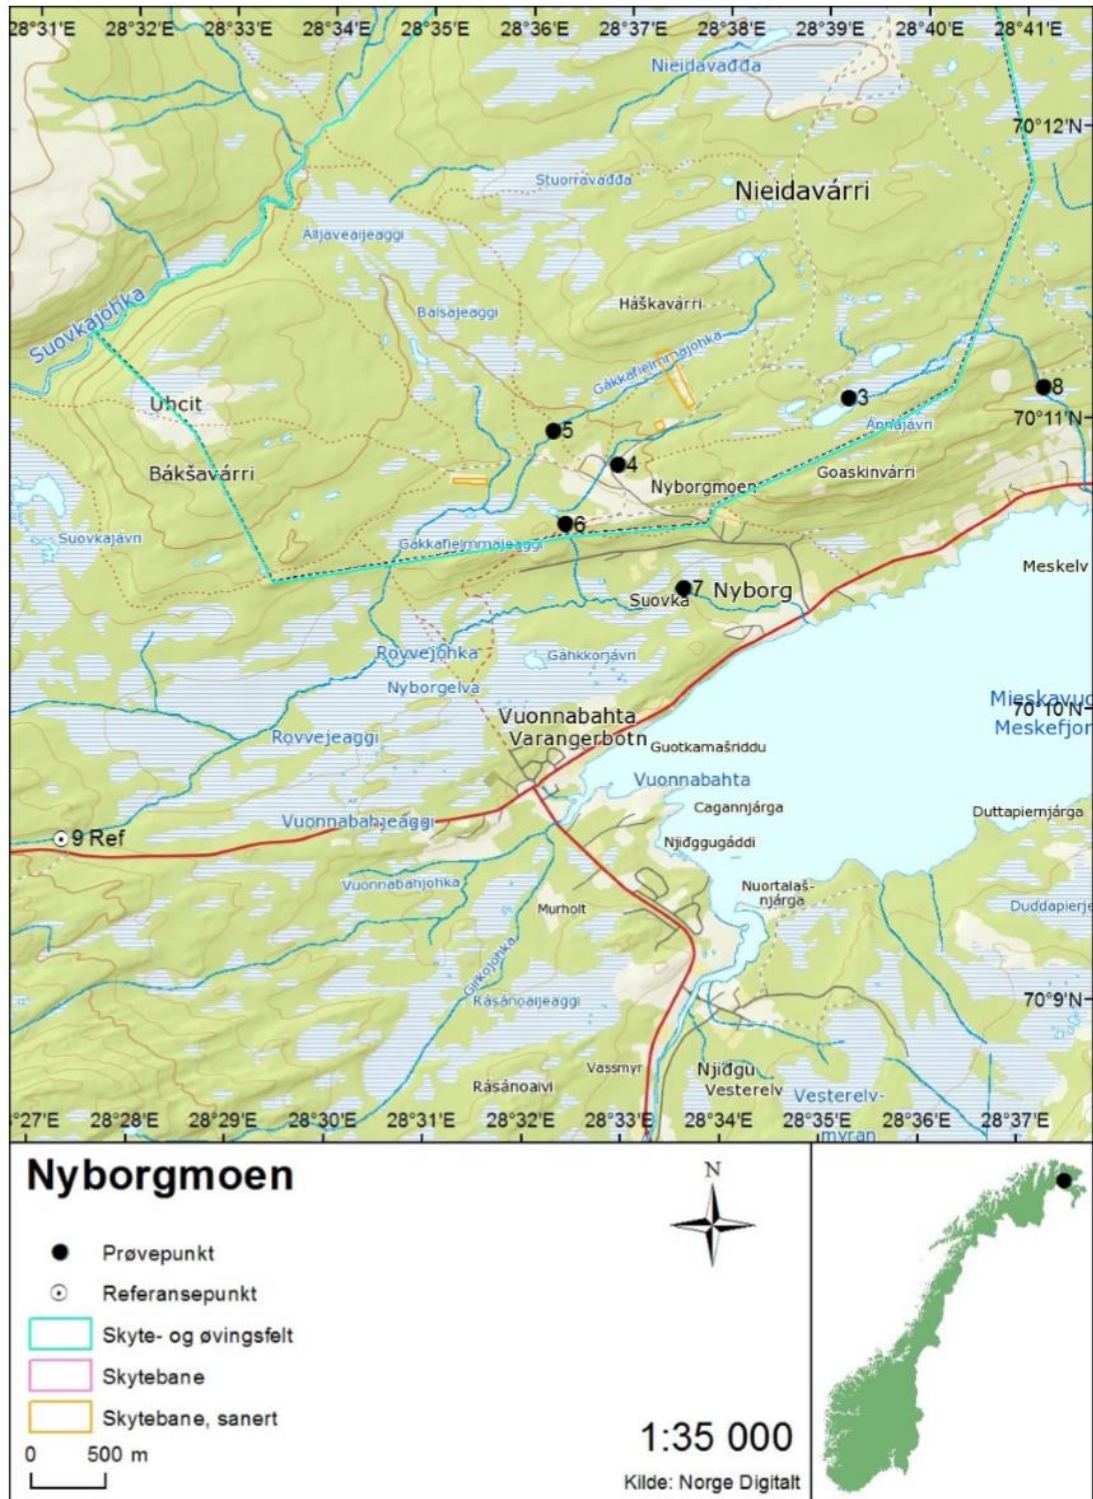 28°31'E 28°32'E 28°33'E 28°34'E 28°35'E 28°36'E 28°37'E 28°38'E 28°39'E 28°40'E 28°41'E
Nieidavađđa
70°12'N
Stuorravađđa
Nieidavárri
Alljaveaijeaggi
Suovkajohka
Balsajeaggi
Háškavárri
Gákkafielmmajohka
Uhcit
3
8
Annájávri
70°11'N
5
Bákšavárri
4
Nyborgmoen
Goaskinvárri
Suovkajávri
6
Gákkafielmmajeaggi
Meskelv
7
Nyborg
Suovka
Rovvejohka
Gáhkkorjávri
Nyborgelva
Mieskavuo
70°10'N
Meskefjor
Vuonnabahta
Varangerbotn
Rovvejeaggi
Guotkamašriddu
Vuonnabahta
Cagannjárga
Duttapiernjárga
Vuonnabahjeaggi
9 Ref
Njiđggugáddi
Vuonnabahjohka
Nuortalaš-
njárga
Murholt
Duddapierje
Girkojohka
Rásánoaijeaggi
70°9'N
Vassmyr
Njiđgu
Vesterelv
Rásánoaivi
Vesterelv-
myran
28°27'E 28°28'E 28°29'E 28°30'E 28°31'E 28°32'E 28°33'E 28°34'E 28°35'E 28°36'E 28°37'E
Nyborgmoen
N
Prøvepunkt
Referansepunkt
Skyte- og øvingsfelt
Skytebane
Skytebane, sanert
0 500 m
1:35 000
Kilde: Norge Digitalt